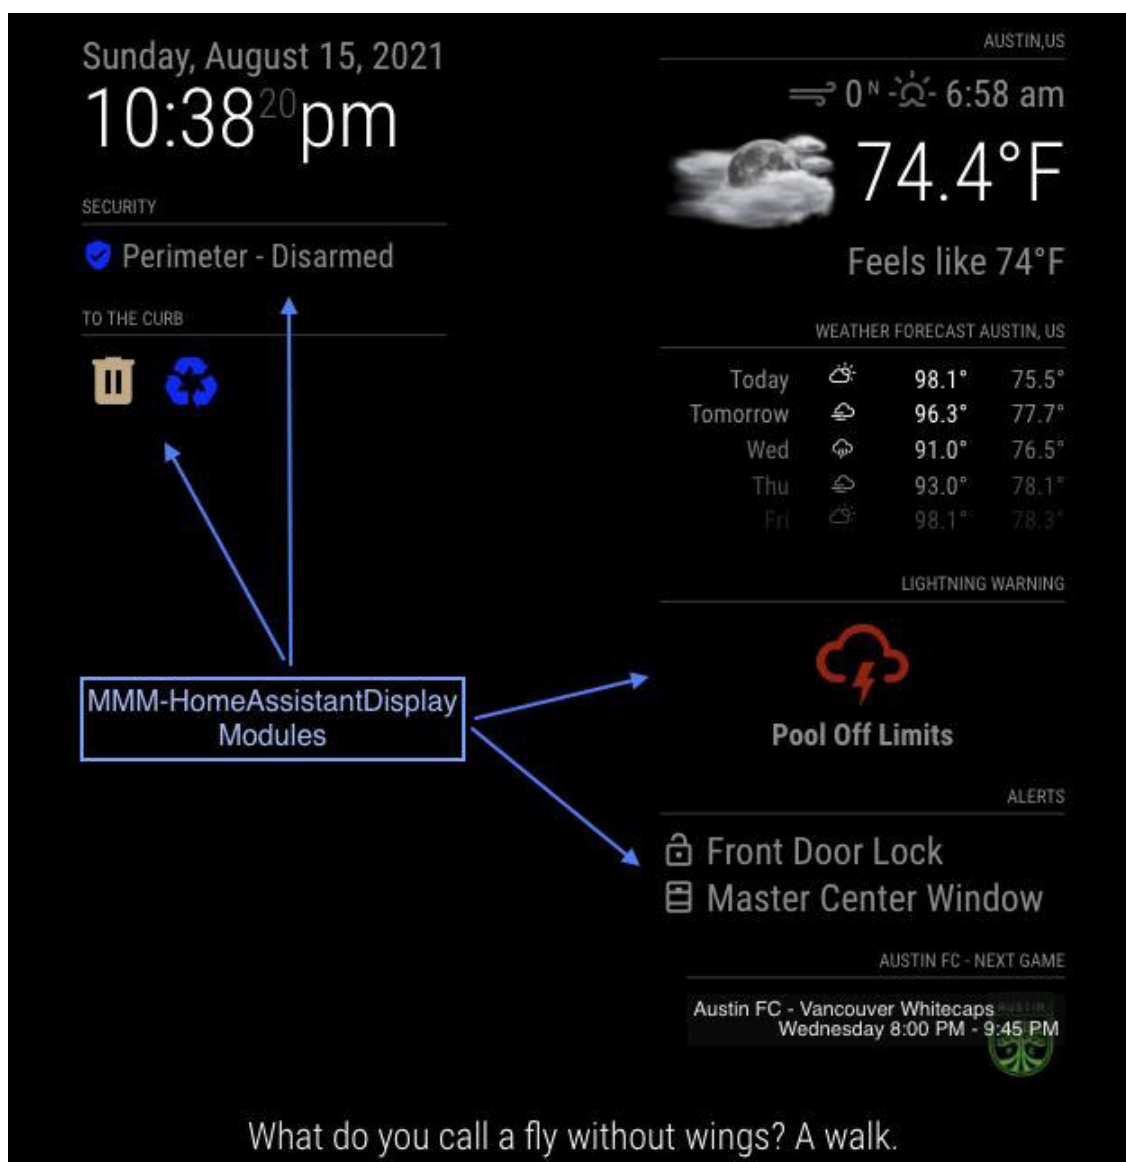 Sunday, August 15, 2021
10:38 20 pm
SECURITY
Perimeter - Disarmed
TO THE CURB
MMM-HomeAssistantDisplay
Modules
AUSTIN,US
0 N 6:58 am
74.4°F
Feels like 74°F
WEATHER FORECAST AUSTIN, US
Today 98.1° 75.5°
Tomorrow 96.3° 77.7°
Wed 91.0° 76.5°
Thu 93.0° 78.1°
Fri 98.1° 78.3°
LIGHTNING WARNING
Pool Off Limits
ALERTS
Front Door Lock
Master Center Window
AUSTIN FC - NEXT GAME
AUSTIN
Austin FC - Vancouver Whitecaps
Wednesday 8:00 PM - 9:45 PM
What do you call a fly without wings? A walk.